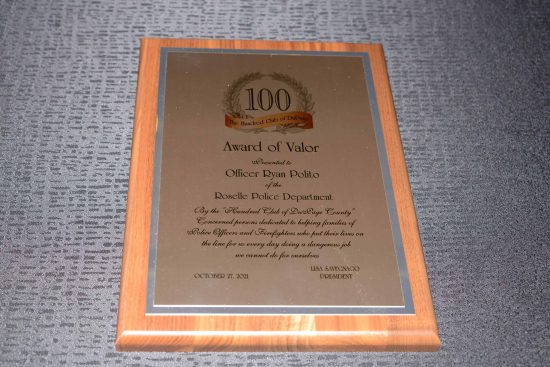 100
The Hundred Club of DuPage
Award of Valor
Presented to
Officer Ryan Polito
of the
Roselle Police Department
By the "Hundred Club of DuPage County"
Concerned persons dedicated to helping families of
Police Officers and Firefighters who put their lives on
the line for us every day doing a dangerous job
we cannot do for ourselves
OCTOBER 27, 2021
LISA SAVEGNAGO
PRESIDENT